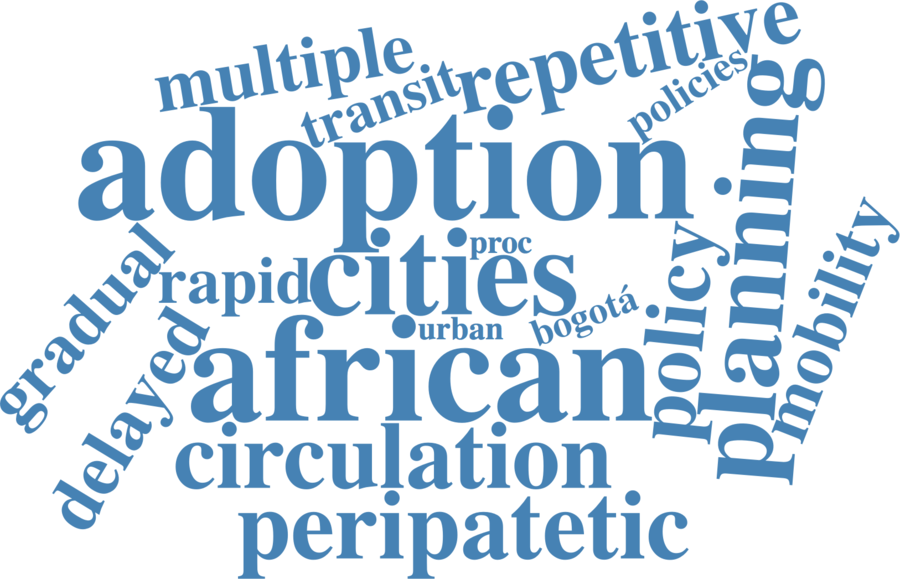 multiple
transit
repetitive
policies
adoption
planning
gradual
rapid
cities
proc
policy
mobility
delayed
urban
bogotá
african
circulation
peripatetic